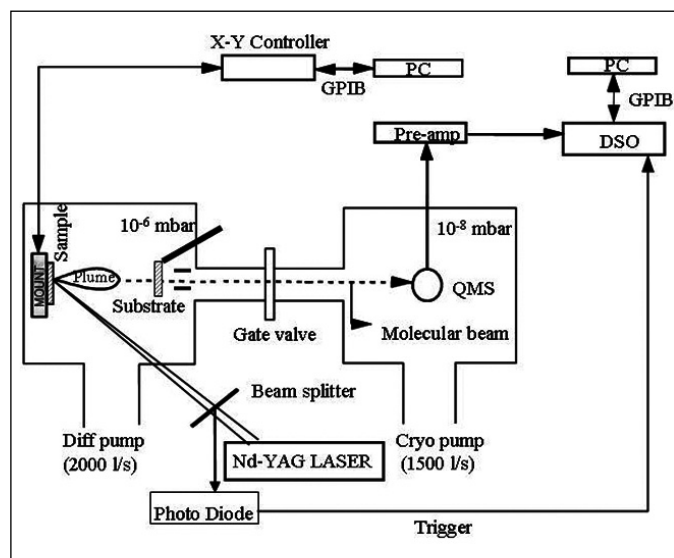 X-Y Controller
PC
GPIB
PC
GPIB
Pre-amp
DSO
Sample
10⁻⁶ mbar
10⁻⁸ mbar
MOUNT
Plume
Substrate
QMS
Gate valve
Molecular beam
Beam splitter
Diff pump
(2000 l/s)
Nd-YAG LASER
Cryo pump
(1500 l/s)
Photo Diode
Trigger